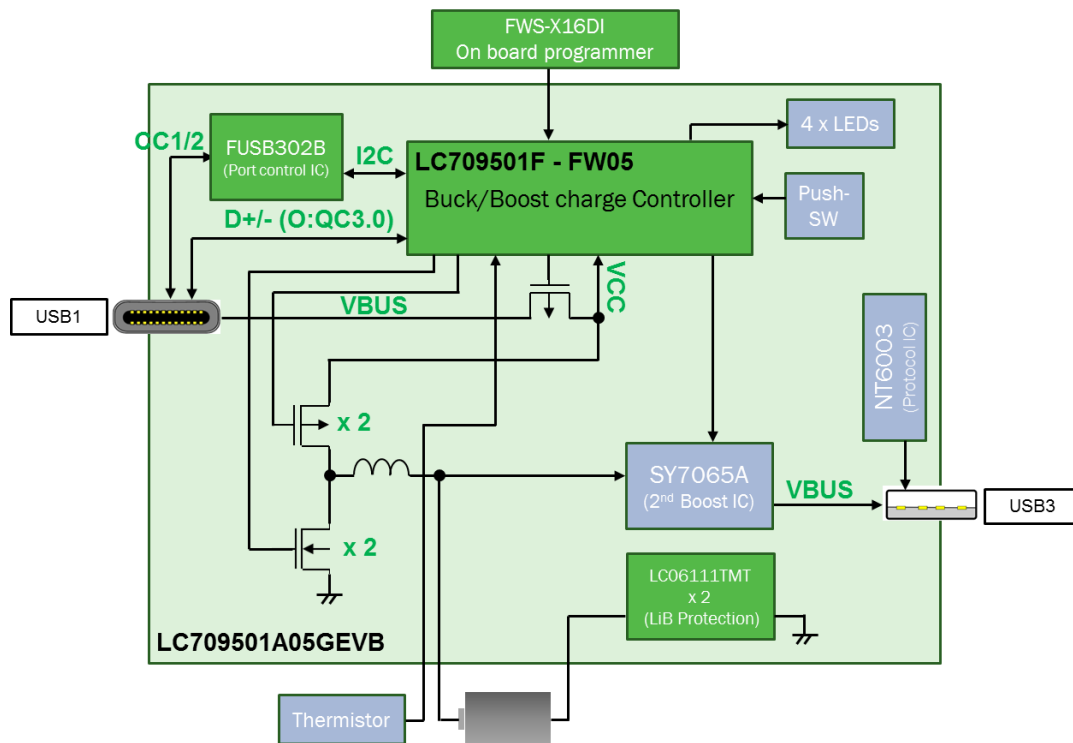 FWS-X16DI
On board programmer
CC1/2
FUSB302B
(Port control IC)
I2C
LC709501F - FW05
Buck/Boost charge Controller
4 x LEDs
Push-
SW
D+/- (O:QC3.0)
USB1
VBUS
VCC
NT6003
(Protocol IC)
x 2
SY7065A
(2nd Boost IC)
VBUS
USB3
x 2
LC06111TMT
x 2
(LiB Protection)
LC709501A05GEVB
Thermistor